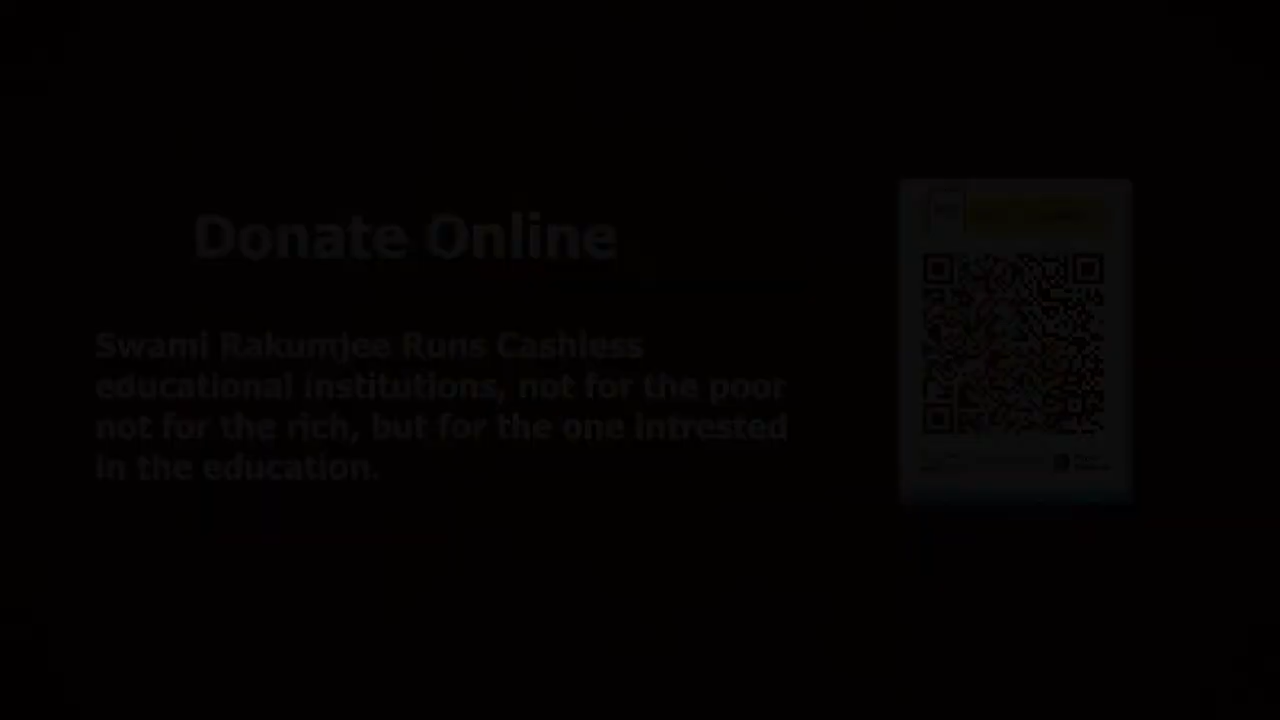 Donate Online
Swami Rakumjee Runs Cashless
educational institutions, not for the poor
not for the rich, but for the one intrested
in the education.